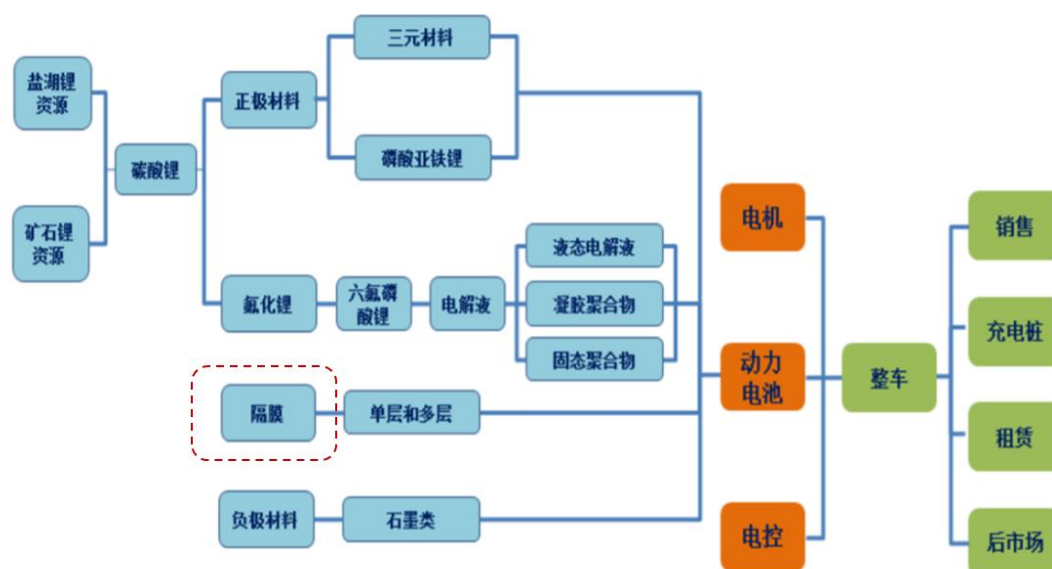 三元材料
盐湖锂
资源
正极材料
碳酸锂
磷酸亚铁锂
矿石锂
资源
电机
销售
液态电解液
氟化锂
六氟磷
酸锂
电解液
凝胶聚合物
充电桩
固态聚合物
动力
电池
整车
隔膜
单层和多层
租赁
负极材料
石墨类
电控
后市场